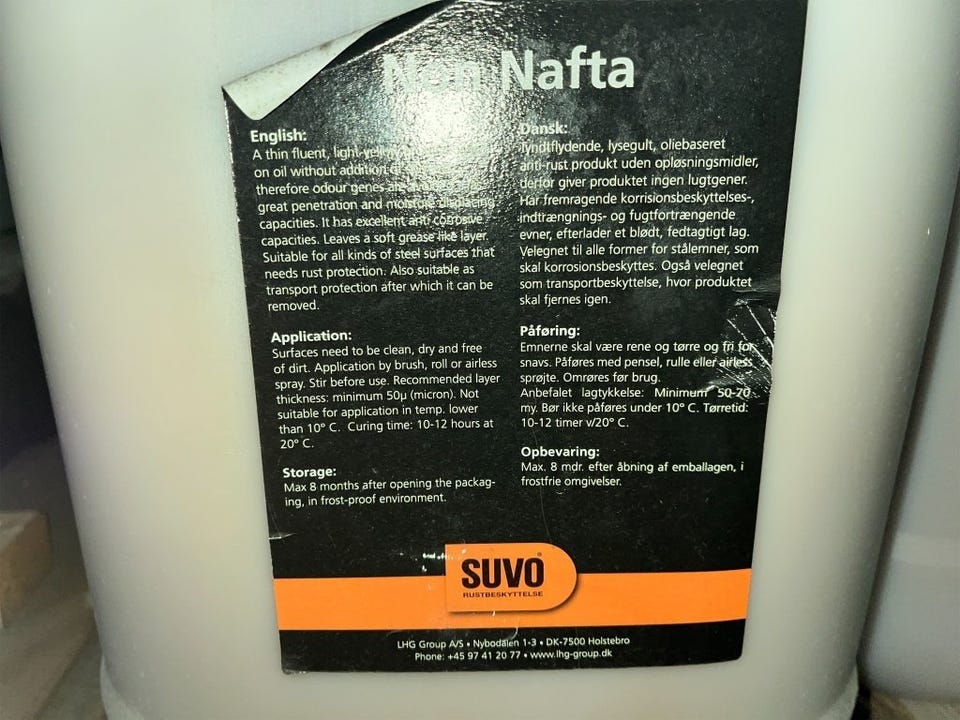 Non Nafta
English:
A thin fluent, light-yellow
on oil without addition
therefore odour genes are
great penetration and moisture displacing
capacities. It has excellent anti corrosive
capacities. Leaves a soft grease like layer.
Suitable for all kinds of steel surfaces that
needs rust protection. Also suitable as
transport protection after which it can be
removed.
Application:
Surfaces need to be clean, dry and free
of dirt. Application by brush, roll or airless
spray. Stir before use. Recommended layer
thickness: minimum 50µ (micron). Not
suitable for application in temp. lower
than 10° C. Curing time: 10-12 hours at
20° C.
Storage:
Max 8 months after opening the packag-
ing, in frost-proof environment.
Dansk:
Tyndtflydende, lysegult, oliebaseret
anti-rust produkt uden opløsningsmidler,
derfor giver produktet ingen lugtgener.
Har fremragende korrisionsbeskyttelses-,
indtrængnings- og fugtfortrængende
evner, efterlader et blødt, fedtagtigt lag.
Velegnet til alle former for stålemner, som
skal korrosionsbeskyttes. Også velegnet
som transportbeskyttelse, hvor produktet
skal fjernes igen.
Påføring:
Emnerne skal være rene og tørre og fri for
snavs. Påføres med pensel, rulle eller airless
sprøjte. Omrøres før brug.
Anbefalet lagtykkelse: Minimum 50-70
my. Bør ikke påføres under 10° C. Tørretid:
10-12 timer v/20° C.
Opbevaring:
Max. 8 mdr. efter åbning af emballagen, i
frostfrie omgivelser.
SUVO®
RUSTBESKYTTELSE
LHG Group A/S • Nybodalen 1-3 • DK-7500 Holstebro
Phone: +45 97 41 20 77 • www.lhg-group.dk